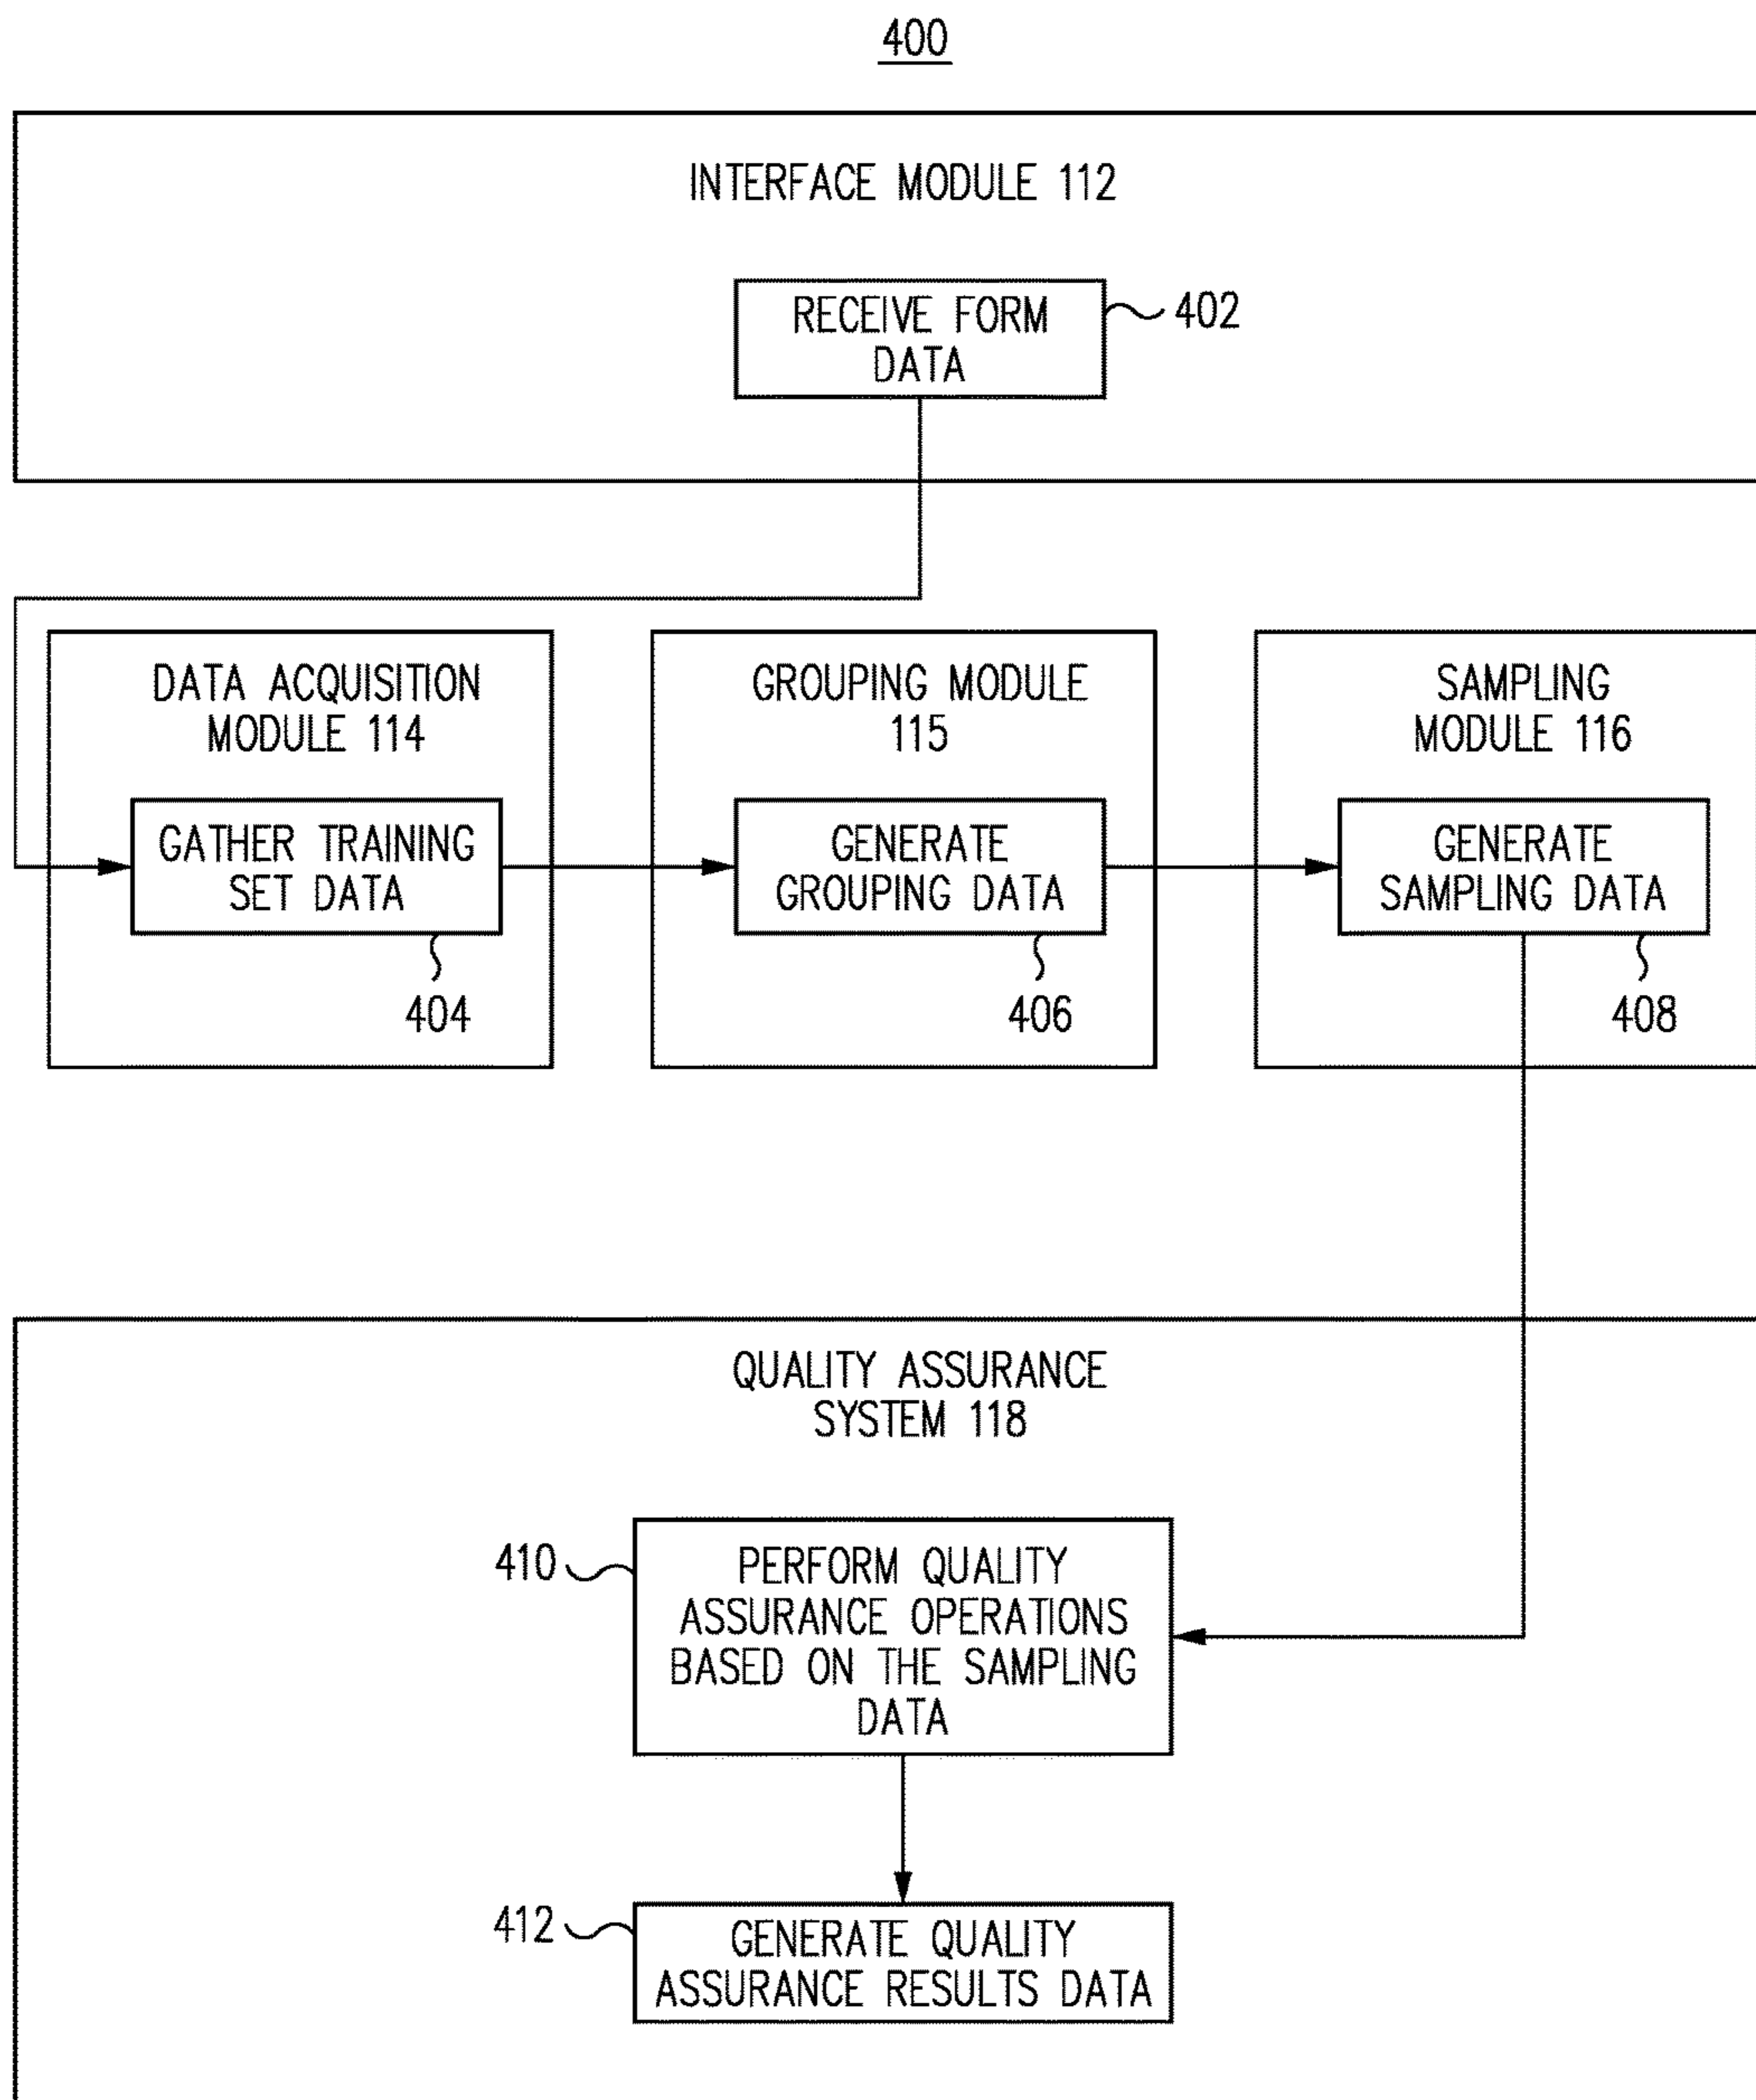 400
INTERFACE MODULE 112
RECEIVE FORM
DATA
402
DATA ACQUISITION
MODULE 114
GATHER TRAINING
SET DATA
404
GROUPING MODULE
115
GENERATE
GROUPING DATA
406
SAMPLING
MODULE 116
GENERATE
SAMPLING DATA
408
QUALITY ASSURANCE
SYSTEM 118
410
PERFORM QUALITY
ASSURANCE OPERATIONS
BASED ON THE SAMPLING
DATA
412
GENERATE QUALITY
ASSURANCE RESULTS DATA